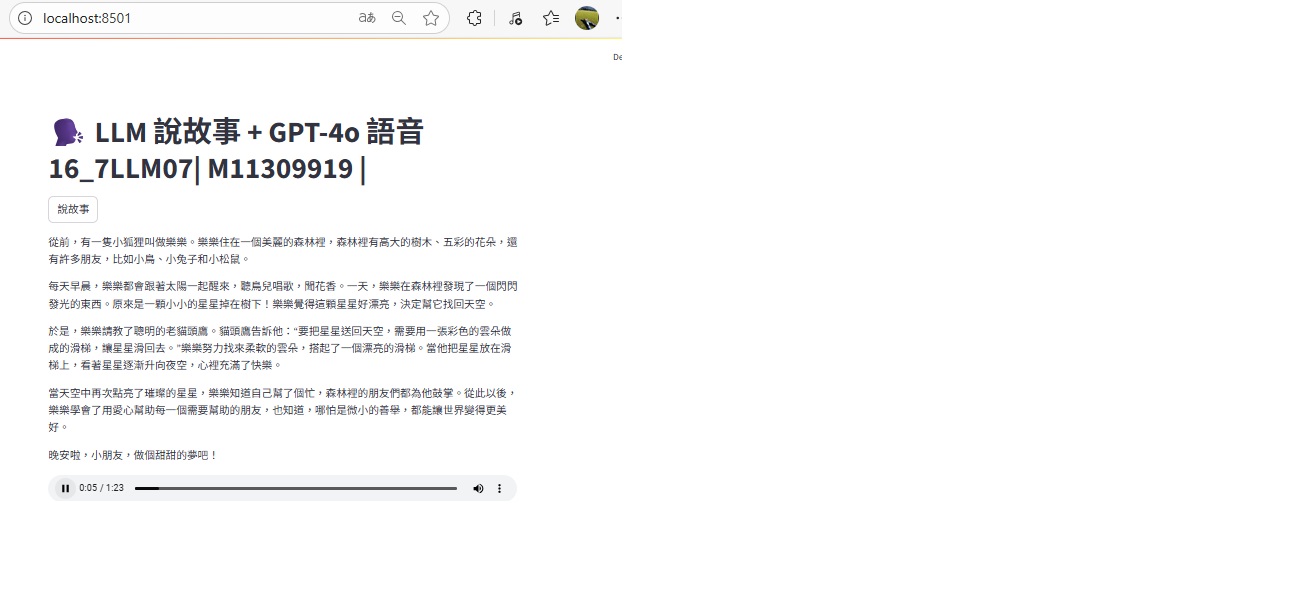 localhost:8501
aあ
De
LLM 說故事 + GPT-4o 語音
16_7LLM07| M11309919 |
說故事
從前，有一隻小狐狸叫做樂樂。樂樂住在一個美麗的森林裡，森林裡有高大的樹木、五彩的花朵，還
有許多朋友，比如小鳥、小兔子和小松鼠。
每天早晨，樂樂都會跟著太陽一起醒來，聽鳥兒唱歌，聞花香。一天，樂樂在森林裡發現了一個閃閃
發光的東西。原來是一顆小小的星星掉在樹下！樂樂覺得這顆星星好漂亮，決定幫它找回天空。
於是，樂樂請教了聰明的老貓頭鷹。貓頭鷹告訴他：“要把星星送回天空，需要用一張彩色的雲朵做
成的滑梯，讓星星滑回去。”樂樂努力找來柔軟的雲朵，搭起了一個漂亮的滑梯。當他把星星放在滑
梯上，看著星星逐漸升向夜空，心裡充滿了快樂。
當天空中再次點亮了璀璨的星星，樂樂知道自己幫了個忙，森林裡的朋友們都為他鼓掌。從此以後，
樂樂學會了用愛心幫助每一個需要幫助的朋友，也知道，哪怕是微小的善舉，都能讓世界變得更美
好。
晚安啦，小朋友，做個甜甜的夢吧！
0:05 / 1:23